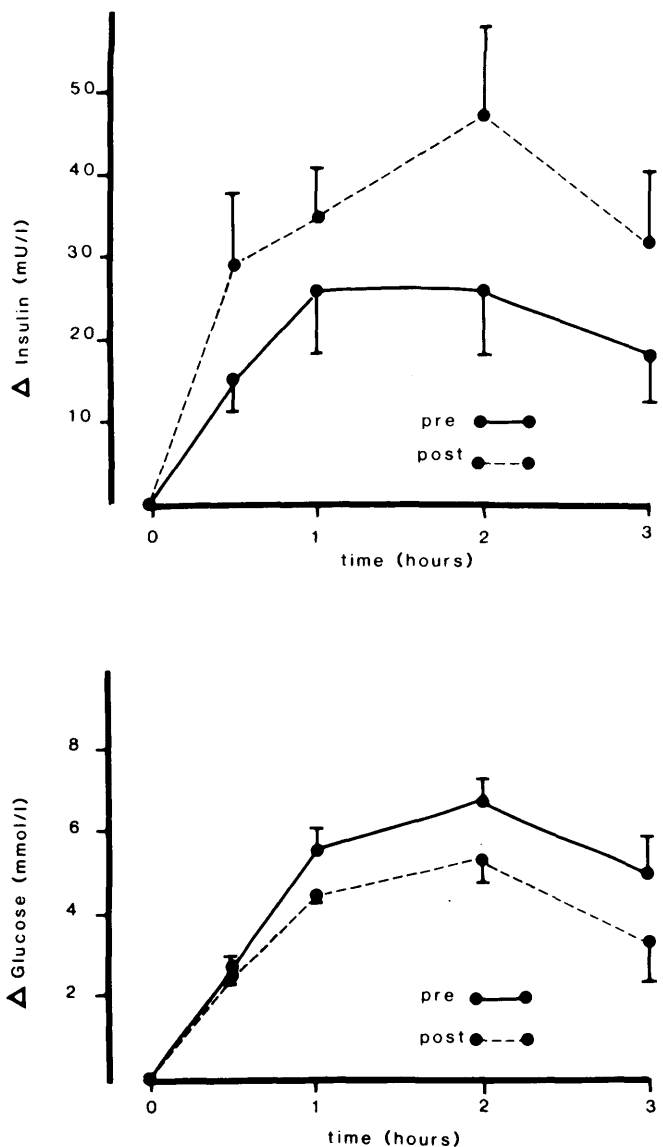 Δ Insulin (mU/l)
50
40
30
20
10
pre
post
0 1 2 3
time (hours)
Δ Glucose (mmol/l)
8
6
4
2
pre
post
0 1 2 3
time (hours)